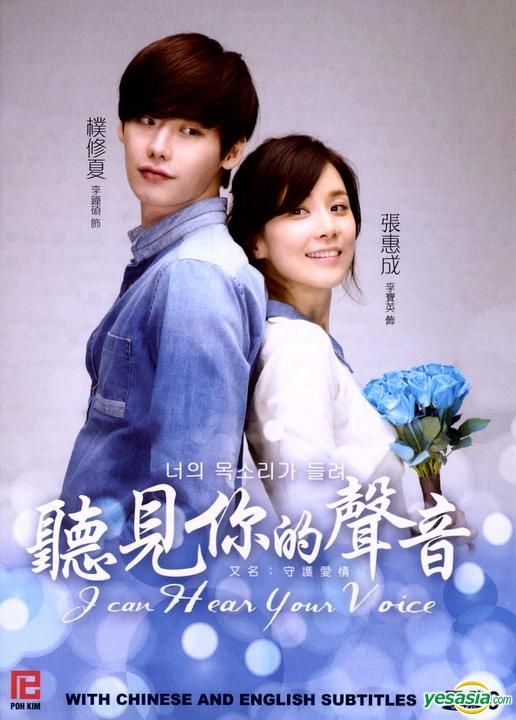 樸修夏
李鐘碩 飾
張惠成
李寶英 飾
너의 목소리가 들려
聽見你的聲音
又名：守護愛情
I can Hear Your Voice
POH KIM
WITH CHINESE AND ENGLISH SUBTITLES
yesasia.com